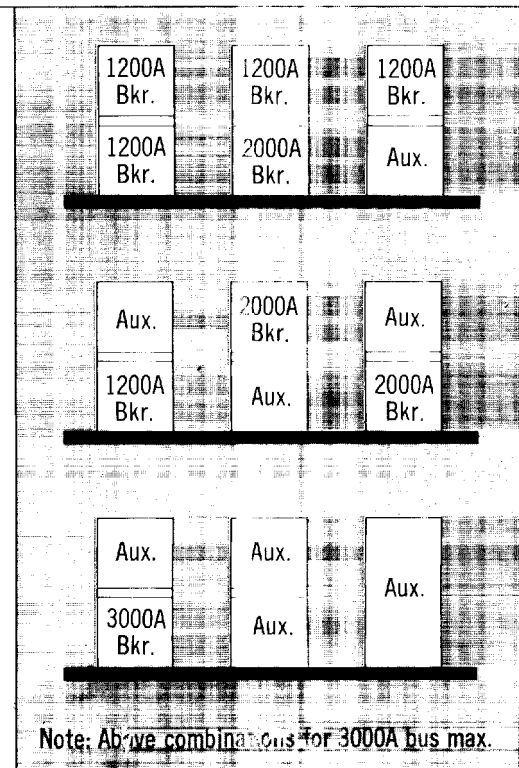 1200A
Bkr.
1200A
Bkr.
1200A
Bkr.
2000A
Bkr.
1200A
Bkr.
Aux.
Aux.
1200A
Bkr.
2000A
Bkr.
Aux.
Aux.
2000A
Bkr.
Aux.
3000A
Bkr.
Aux.
Aux.
Aux.
Note: Above combinations for 3000A bus max.